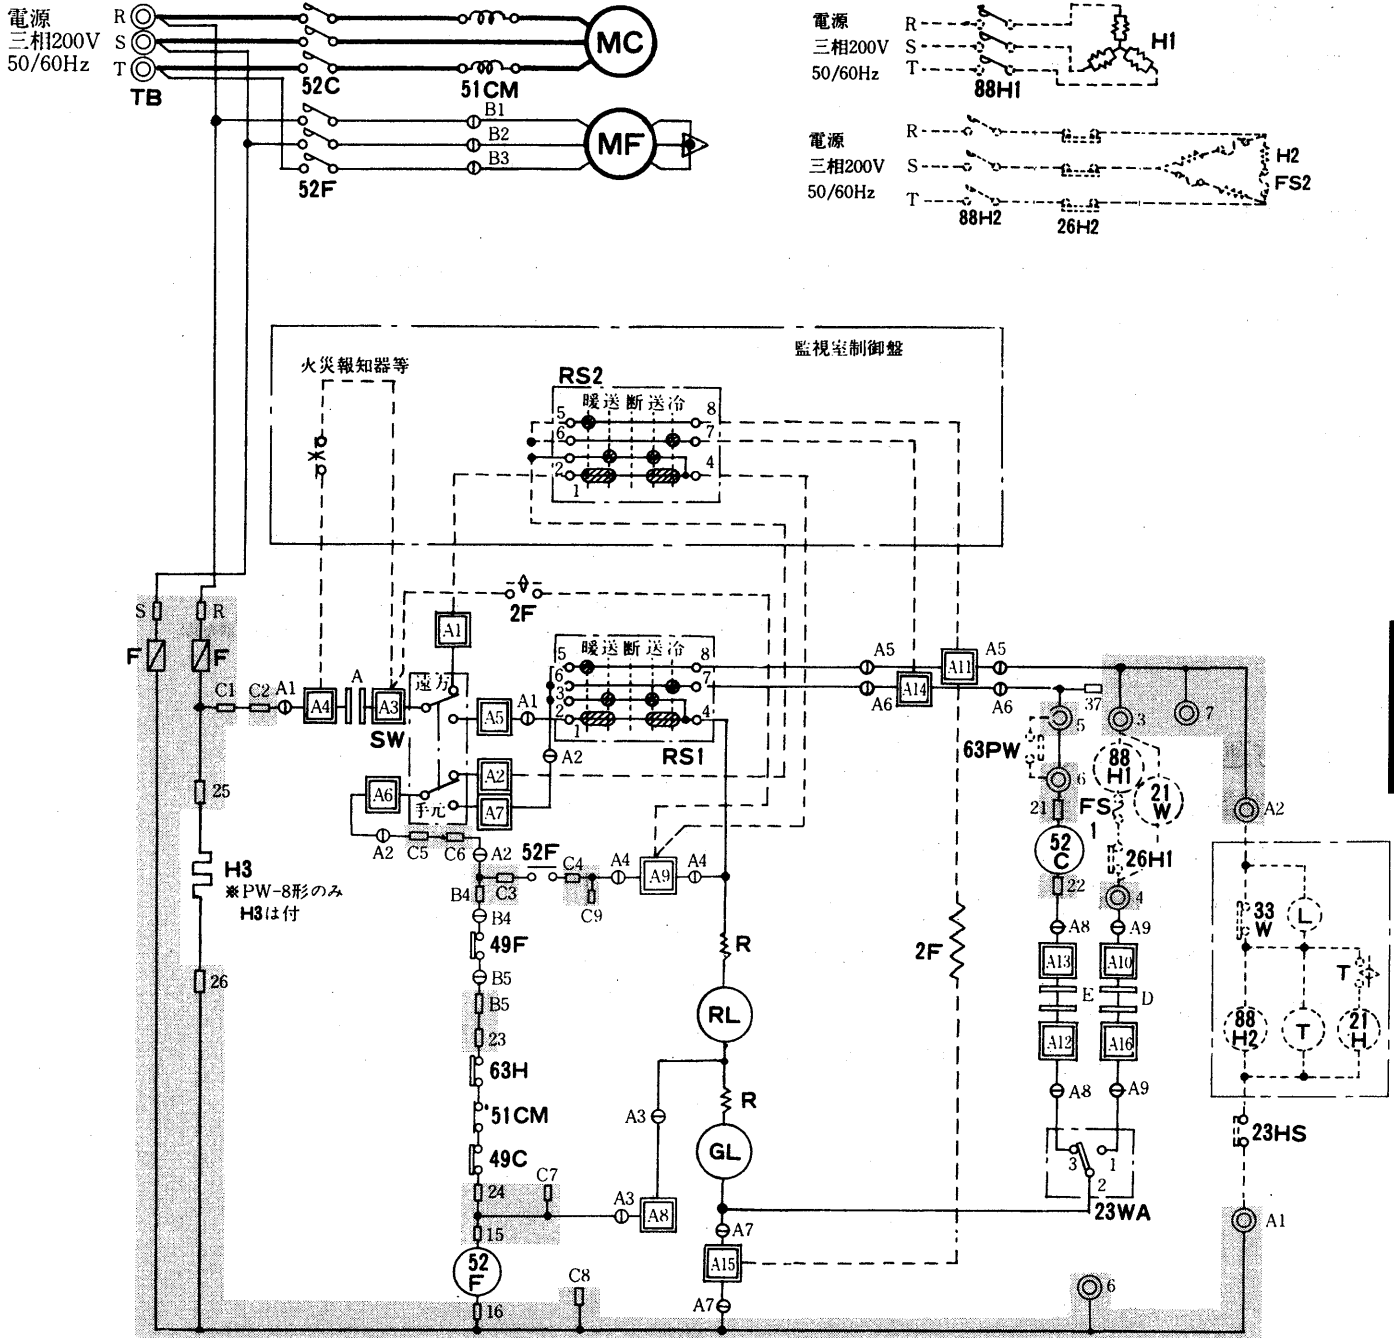 電源
三相200V
50/60Hz
R
S
T
TB
52C
51CM
MC
B1
B2
B3
52F
MF
電源
三相200V
50/60Hz
R
S
T
88H1
H1
電源
三相200V
50/60Hz
R
S
T
88H2
26H2
H2
FS2
監視室制御盤
火災報知器等
RS2
暖送断送冷
5
6
2
1
8
7
4
2F
S
R
F
F
C1
C2
A1
A4
A
A3
SW
A1
遠方
手元
A5
A1
A2
A7
A6
A2
RS1
暖送断送冷
5
6
3
2
1
8
7
4
A5
A6
A14
A11
A5
A6
37
3
7
5
63PW
6
21
88
H1
21
W
FS
1
52
C
26H1
22
4
A2
25
H3
※PW-8形のみ
H3は付
26
A2
C5
C6
A2
B4
C3
52F
C4
C9
A4
A9
A4
B4
49F
B5
B5
23
63H
51CM
49C
24
C7
15
52
F
16
C8
A3
A8
A3
R
RL
R
GL
A7
A15
A7
2F
A8
A9
A13
A10
E
D
A12
A16
A8
A9
3
1
2
23WA
6
33
W
L
T
88
H2
T
21
H
23HS
A1